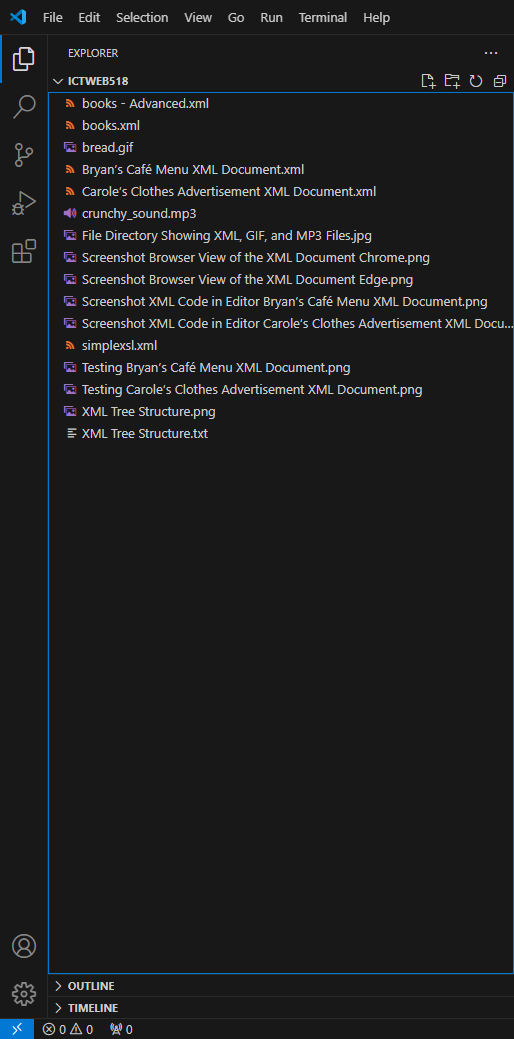 File Edit Selection View Go Run Terminal Help
EXPLORER
ICTWEB518
books - Advanced.xml
books.xml
bread.gif
Bryan's Café Menu XML Document.xml
Carole's Clothes Advertisement XML Document.xml
crunchy_sound.mp3
File Directory Showing XML, GIF, and MP3 Files.jpg
Screenshot Browser View of the XML Document Chrome.png
Screenshot Browser View of the XML Document Edge.png
Screenshot XML Code in Editor Bryan's Café Menu XML Document.png
Screenshot XML Code in Editor Carole's Clothes Advertisement XML Docu...
simplexsl.xml
Testing Bryan's Café Menu XML Document.png
Testing Carole's Clothes Advertisement XML Document.png
XML Tree Structure.png
XML Tree Structure.txt
OUTLINE
TIMELINE
0 0 0